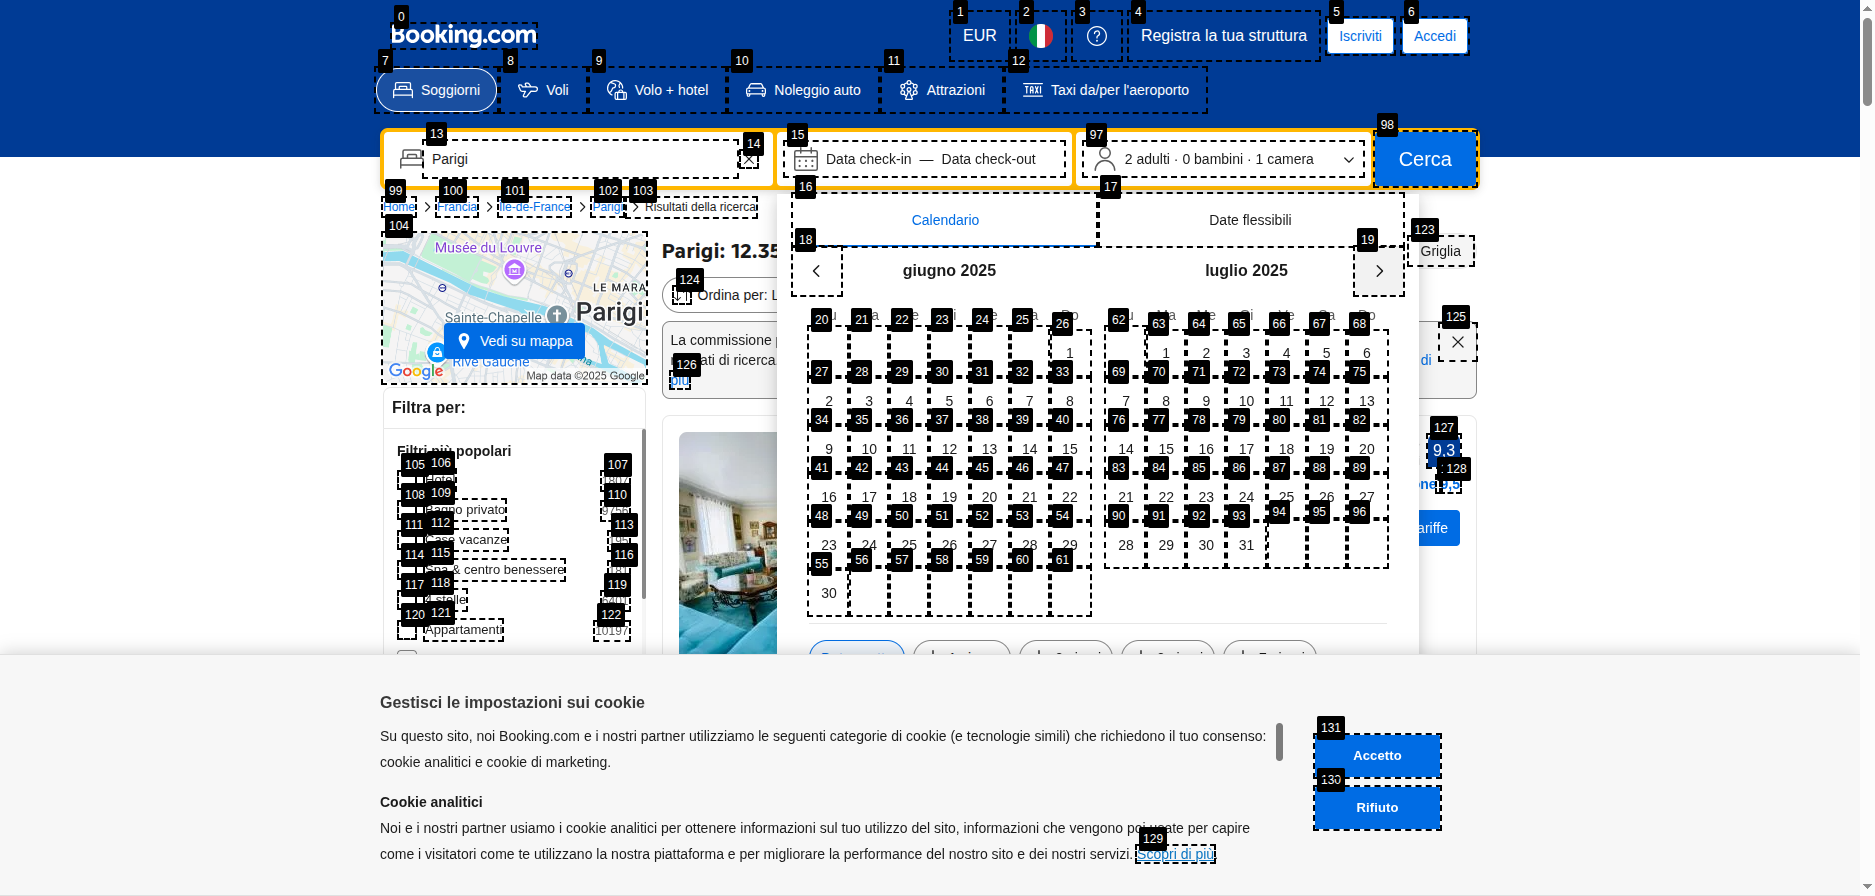 0 1 2 3 4 5 6
Booking.com EUR Registra la tua struttura Iscriviti Accedi
7 8 9 10 11 12
Soggiorni Voli Volo + hotel Noleggio auto Attrazioni Taxi da/per l'aeroporto
13 14 15 97 98
Parigi Data check-in — Data check-out 2 adulti · 0 bambini · 1 camera Cerca
99 100 101 102 103 16 17
Home Francia Île-de-France Parigi Risultati della ricerca
104
Calendario Date flessibili
123
Griglia
Musée du Louvre
LE MARA
Sainte-Chapelle
Parigi
Vedi su mappa
Rive Gauche
Google Map data ©2025 Google
Parigi: 12.35
124
Ordina per: L
La commissione
ati di ricerca.
126
più
18 19
giugno 2025 luglio 2025
20 21 22 23 24 25 26 62 63 64 65 66 67 68
1 1 2 3 4 5 6
27 28 29 30 31 32 33 69 70 71 72 73 74 75
2 3 4 5 6 7 8 7 8 9 10 11 12 13
34 35 36 37 38 39 40 76 77 78 79 80 81 82
9 10 11 12 13 14 15 14 15 16 17 18 19 20
41 42 43 44 45 46 47 83 84 85 86 87 88 89
16 17 18 19 20 21 22 21 22 23 24 25 26 27
48 49 50 51 52 53 54 90 91 92 93 94 95 96
23 24 25 26 27 28 29 28 29 30 31
55 56 57 58 59 60 61
30
125
di
127
9,3
128
ne 9,5
ariffe
Filtra per:
Filtri più popolari
105 106 107
Hotel
108 109 110
Bagno privato 9756
111 112 113
Case vacanze
114 115 116
Spa & centro benessere
117 118 119
4 stelle
120 121 122
Appartamenti 10197
Gestisci le impostazioni sui cookie
Su questo sito, noi Booking.com e i nostri partner utilizziamo le seguenti categorie di cookie (e tecnologie simili) che richiedono il tuo consenso:
cookie analitici e cookie di marketing.
Cookie analitici
Noi e i nostri partner usiamo i cookie analitici per ottenere informazioni sul tuo utilizzo del sito, informazioni che vengono poi usate per capire
129
come i visitatori come te utilizzano la nostra piattaforma e per migliorare la performance del nostro sito e dei nostri servizi. Scopri di più.
131
Accetto
130
Rifiuto